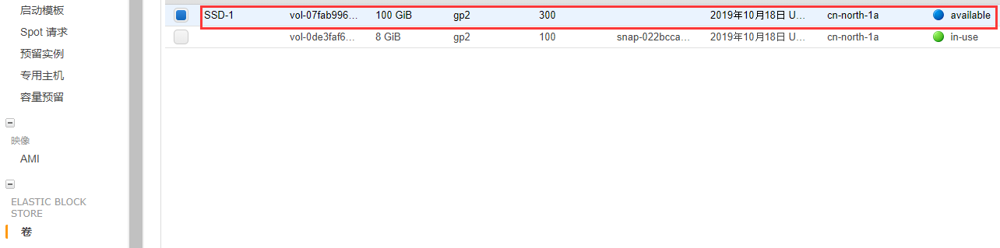 启动模板
Spot 请求
预留实例
专用主机
容量预留
映像
AMI
ELASTIC BLOCK
STORE
卷
SSD-1 vol-07fab996... 100 GiB gp2 300 2019年10月18日 U... cn-north-1a available
vol-0de3faf6... 8 GiB gp2 100 snap-022bcca... 2019年10月18日 U... cn-north-1a in-use